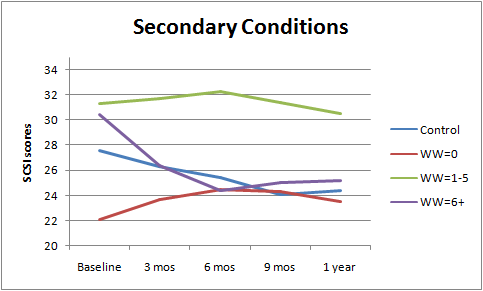 Secondary Conditions
34
32
30
28
26
24
22
20
SCSI scores
Baseline 3 mos 6 mos 9 mos 1 year
Control
WW=0
WW=1-5
WW=6+